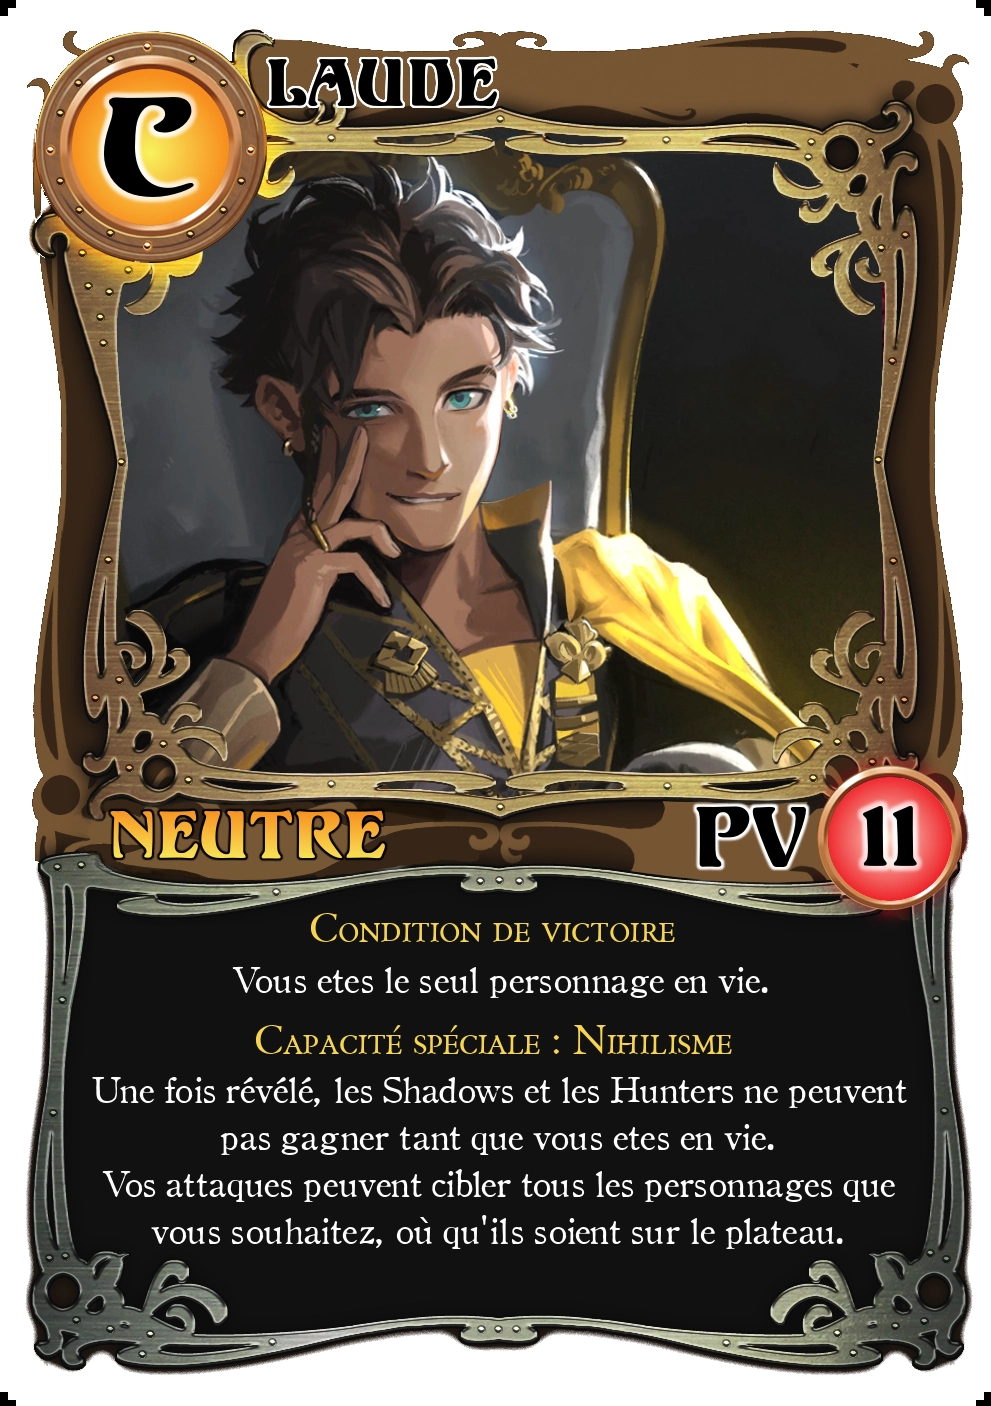 CLAUDE
NEUTRE PV 11
Condition de victoire
Vous etes le seul personnage en vie.
Capacité spéciale : Nihilisme
Une fois révélé, les Shadows et les Hunters ne peuvent
pas gagner tant que vous etes en vie.
Vos attaques peuvent cibler tous les personnages que
vous souhaitez, où qu'ils soient sur le plateau.